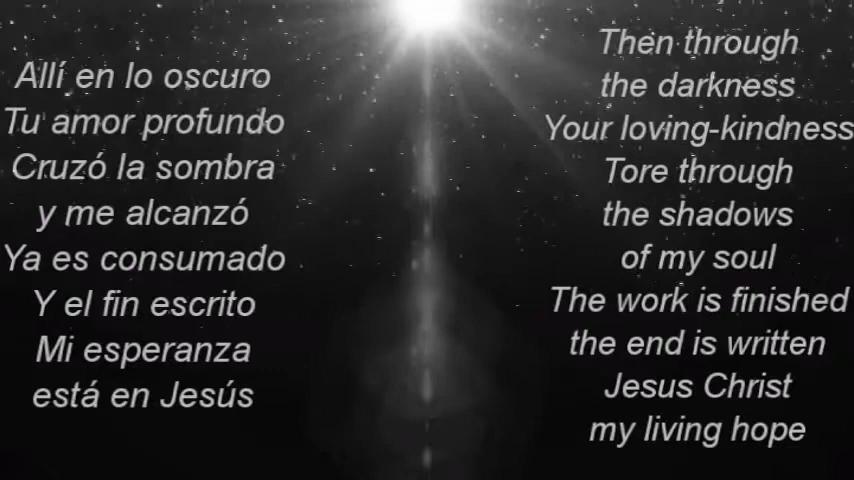 Allí en lo oscuro
Tu amor profundo
Cruzó la sombra
y me alcanzó
Ya es consumado
Y el fin escrito
Mi esperanza
está en Jesús
Then through
the darkness
Your loving-kindness
Tore through
the shadows
of my soul
The work is finished
the end is written
Jesus Christ
my living hope